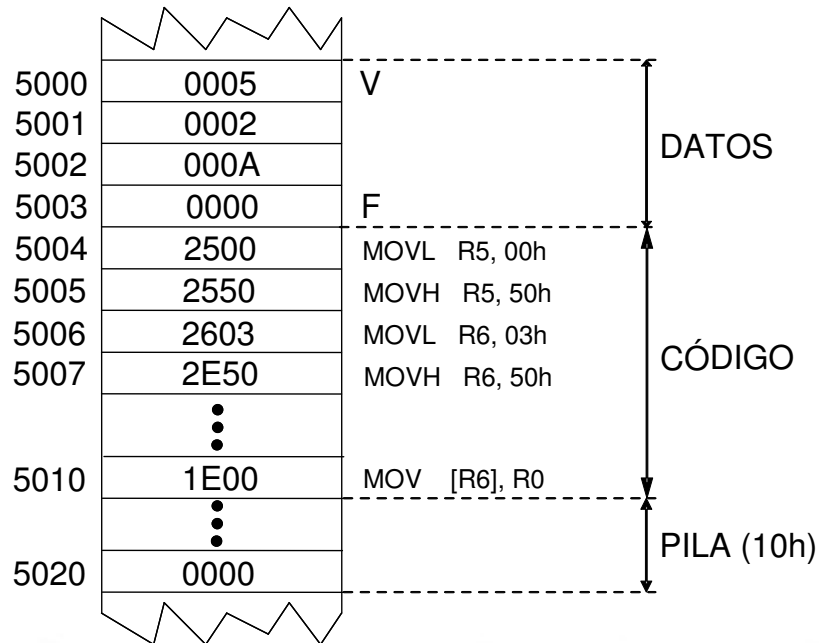 5000 0005 V
5001 0002
5002 000A
DATOS
5003 0000 F
5004 2500 MOVL R5, 00h
5005 2550 MOVH R5, 50h
5006 2603 MOVL R6, 03h
5007 2E50 MOVH R6, 50h
CÓDIGO
5010 1E00 MOV [R6], R0
PILA (10h)
5020 0000